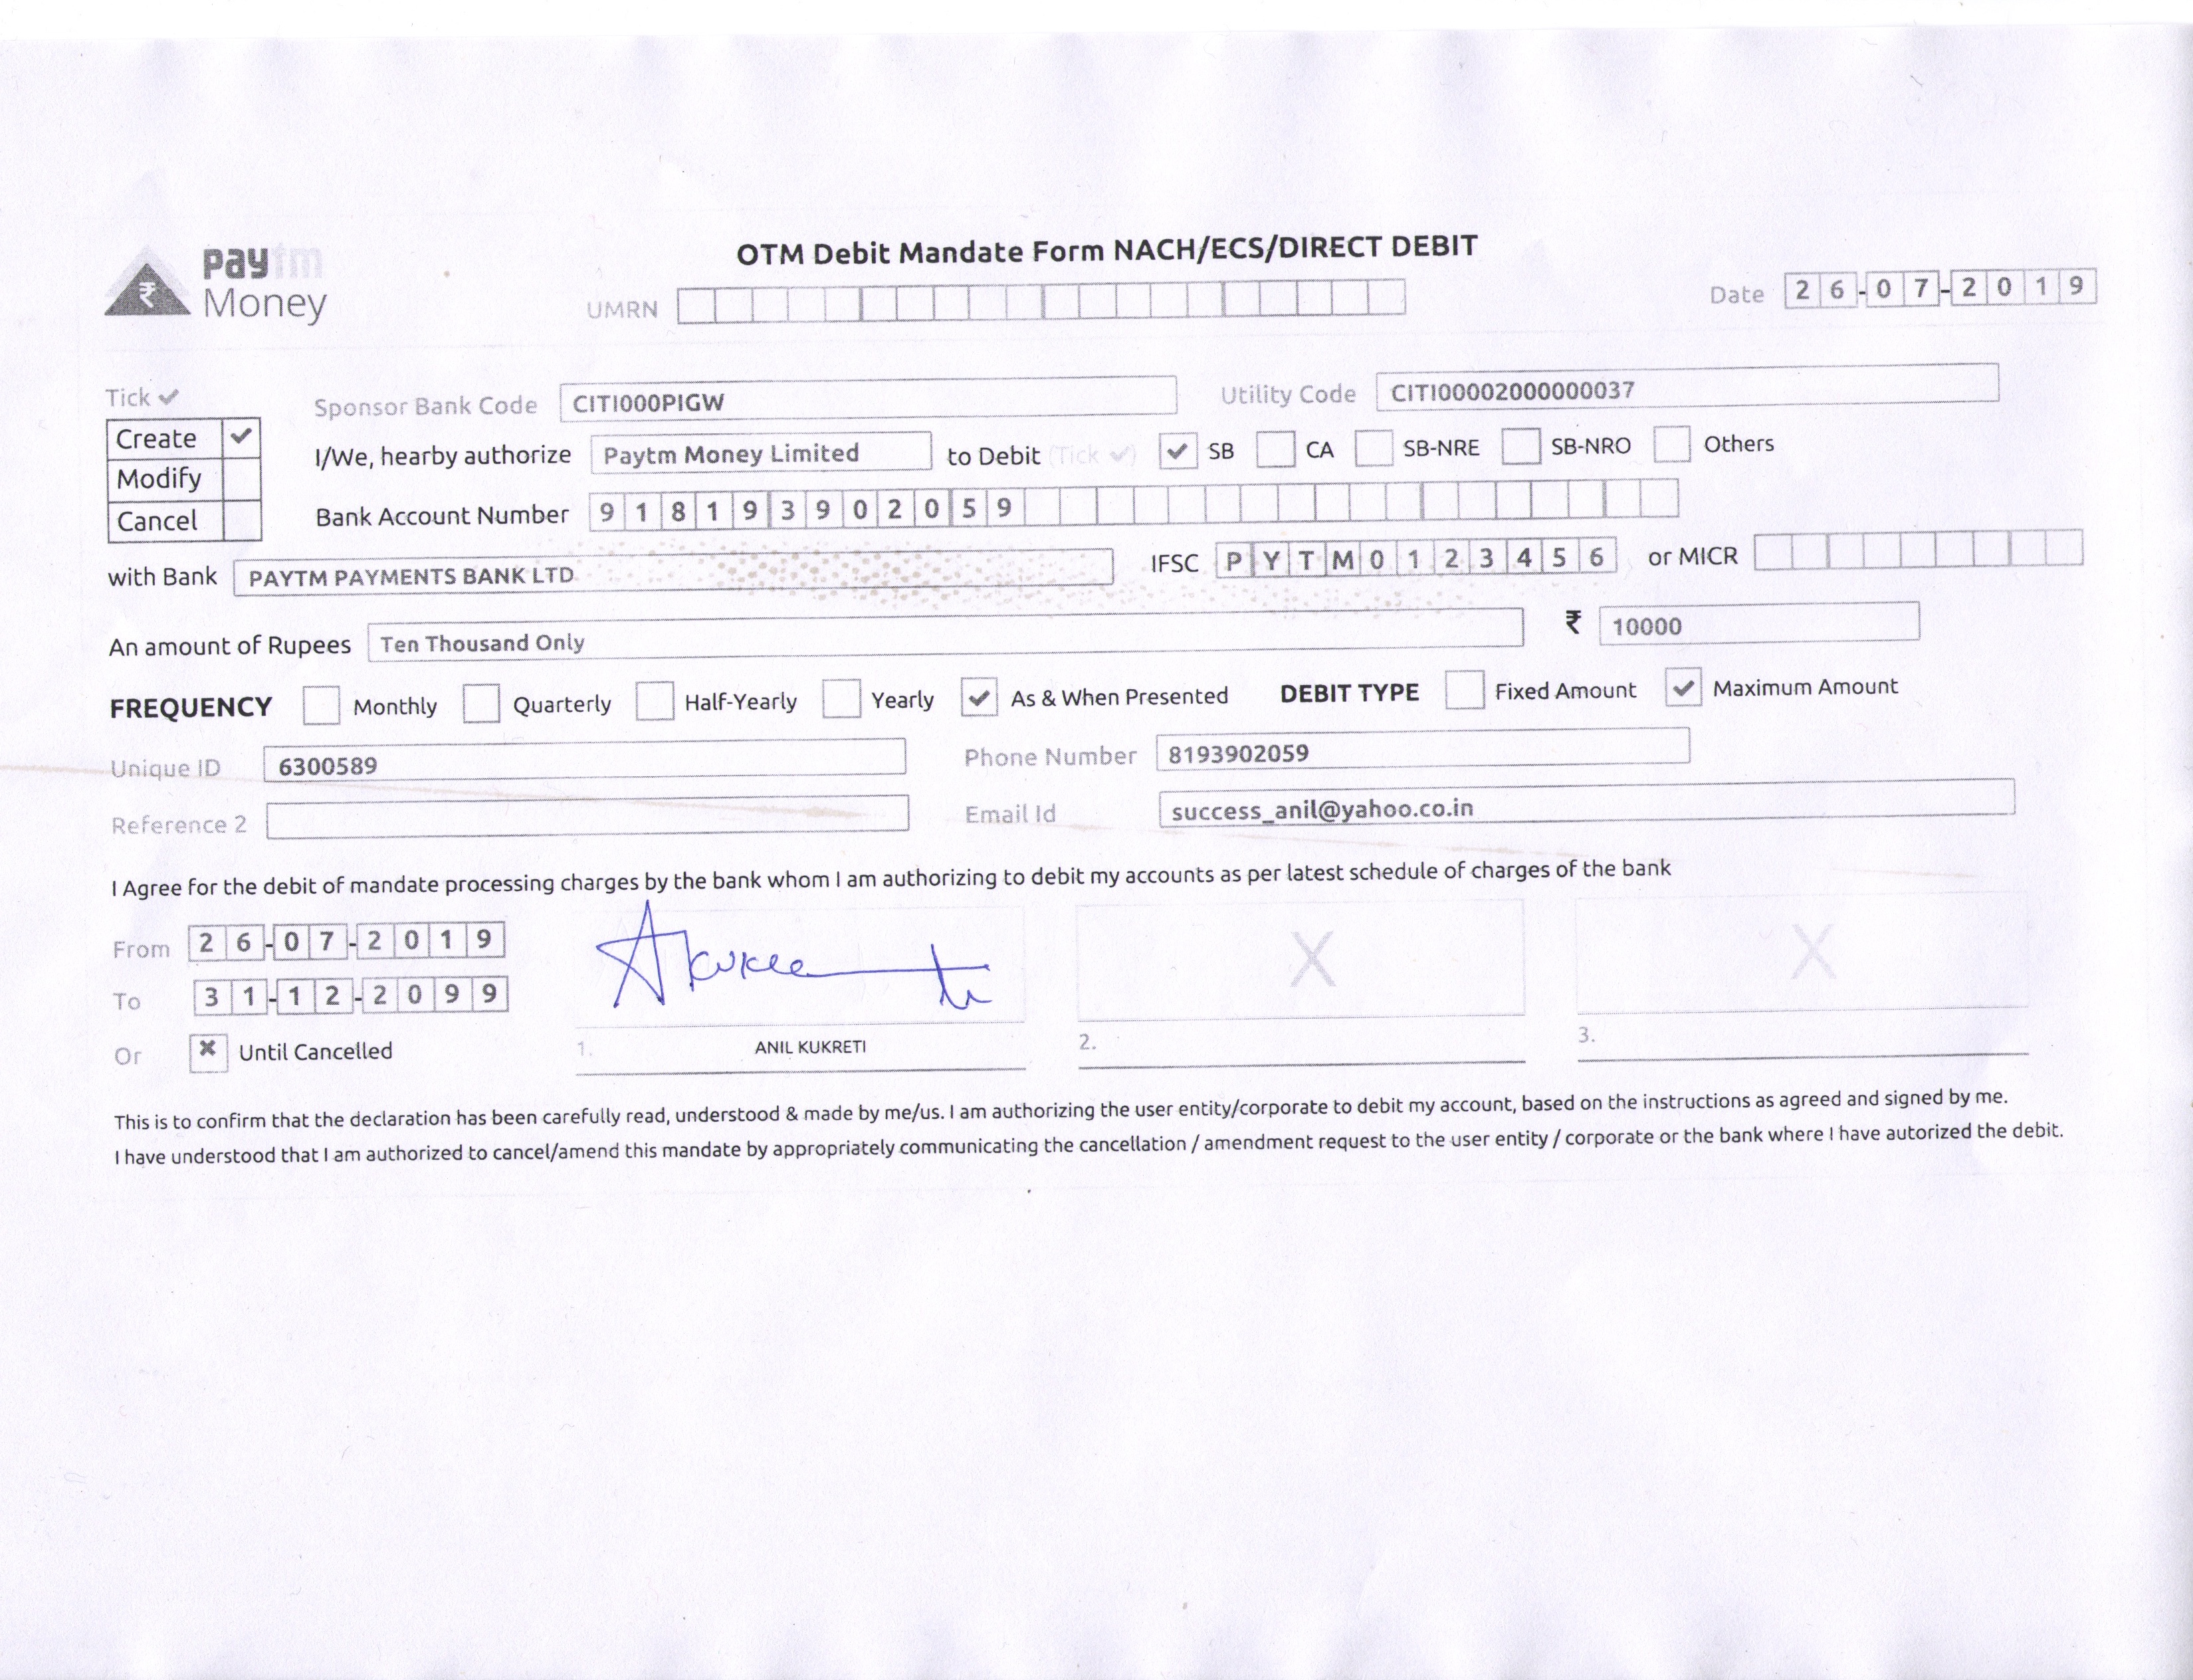 paytm Money
OTM Debit Mandate Form NACH/ECS/DIRECT DEBIT
UMRN
Date 26-07-2019
Tick ✓
Sponsor Bank Code CITI000PIGW Utility Code CITI00002000000037
Create ✓
Modify
Cancel
I/We, hearby authorize Paytm Money Limited to Debit (Tick ✓) ✓ SB CA SB-NRE SB-NRO Others
Bank Account Number 918193902059
with Bank PAYTM PAYMENTS BANK LTD IFSC PYTM0123456 or MICR
An amount of Rupees Ten Thousand Only ₹ 10000
FREQUENCY Monthly Quarterly Half-Yearly Yearly ✓ As & When Presented DEBIT TYPE Fixed Amount ✓ Maximum Amount
Unique ID 6300589 Phone Number 8193902059
Reference 2 Email Id success_anil@yahoo.co.in
I Agree for the debit of mandate processing charges by the bank whom I am authorizing to debit my accounts as per latest schedule of charges of the bank
From 26-07-2019
To 31-12-2099
X X
Or ✖ Until Cancelled
1. ANIL KUKRETI 2. 3.
This is to confirm that the declaration has been carefully read, understood & made by me/us. I am authorizing the user entity/corporate to debit my account, based on the instructions as agreed and signed by me.
I have understood that I am authorized to cancel/amend this mandate by appropriately communicating the cancellation / amendment request to the user entity / corporate or the bank where I have autorized the debit.